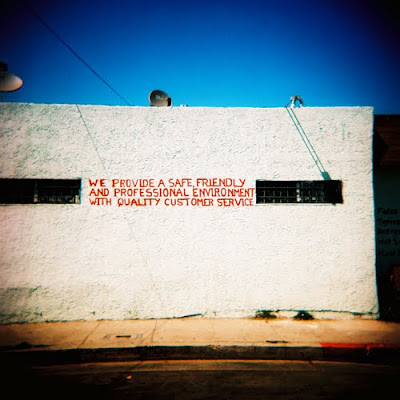 WE PROVIDE A SAFE, FRIENDLY
AND PROFESSIONAL ENVIRONMENT
WITH QUALITY CUSTOMER SERVICE